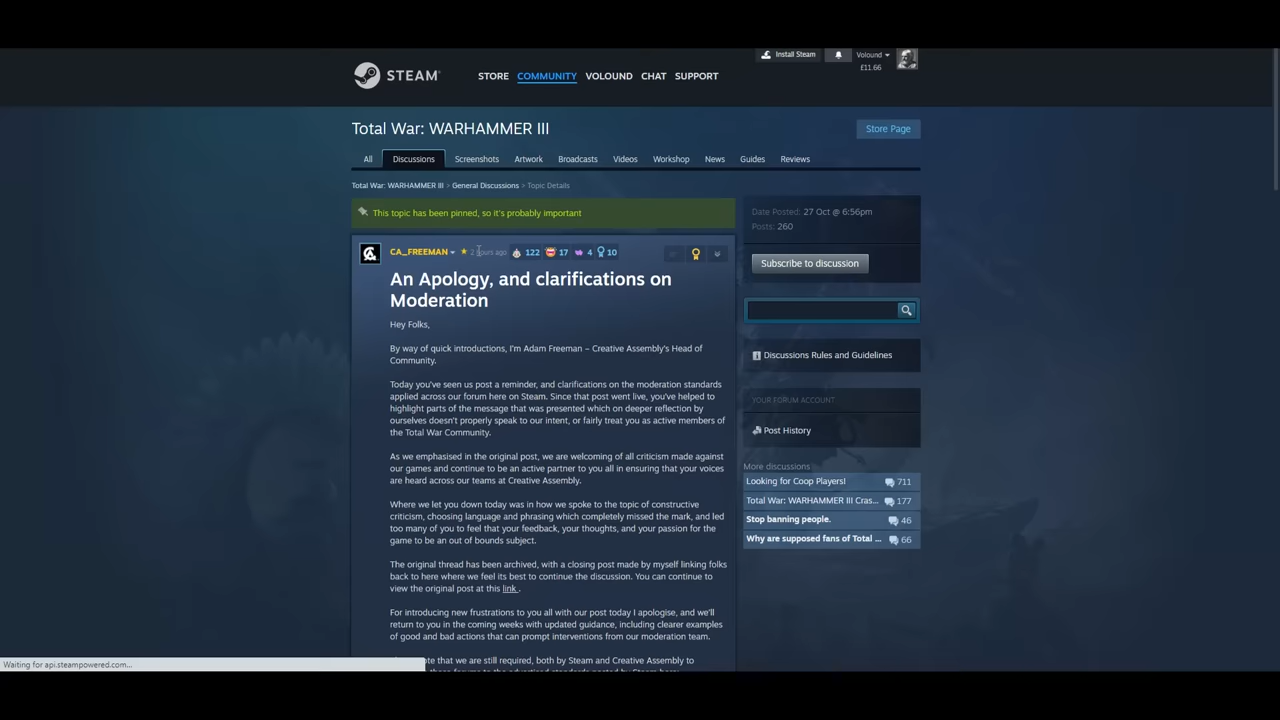 Install Steam
Volound
£11.66
STEAM
STORE COMMUNITY VOLOUND CHAT SUPPORT
Total War: WARHAMMER III
Store Page
All Discussions Screenshots Artwork Broadcasts Videos Workshop News Guides Reviews
Total War: WARHAMMER III > General Discussions > Topic Details
This topic has been pinned, so it's probably important
CA_FREEMAN 2 hours ago 122 17 4 10
An Apology, and clarifications on
Moderation
Hey Folks,
By way of quick introductions, I'm Adam Freeman – Creative Assembly's Head of
Community.
Today you've seen us post a reminder, and clarifications on the moderation standards
applied across our forum here on Steam. Since that post went live, you've helped to
highlight parts of the message that was presented which on deeper reflection by
ourselves doesn't properly speak to our intent, or fairly treat you as active members of
the Total War Community.
As we emphasised in the original post, we are welcoming of all criticism made against
our games and continue to be an active partner to you all in ensuring that your voices
are heard across our teams at Creative Assembly.
Where we let you down today was in how we spoke to the topic of constructive
criticism, choosing language and phrasing which completely missed the mark, and led
too many of you to feel that your feedback, your thoughts, and your passion for the
game to be an out of bounds subject.
The original thread has been archived, with a closing post made by myself linking folks
back to here where we feel its best to continue the discussion. You can continue to
view the original post at this link .
For introducing new frustrations to you all with our post today I apologise, and we'll
return to you in the coming weeks with updated guidance, including clearer examples
of good and bad actions that can prompt interventions from our moderation team.
note that we are still required, both by Steam and Creative Assembly to
Date Posted: 27 Oct @ 6:56pm
Posts: 260
Subscribe to discussion
Discussions Rules and Guidelines
YOUR FORUM ACCOUNT
Post History
More discussions
Looking for Coop Players! 711
Total War: WARHAMMER III Cras... 177
Stop banning people. 46
Why are supposed fans of Total ... 66
Waiting for api.steampowered.com...